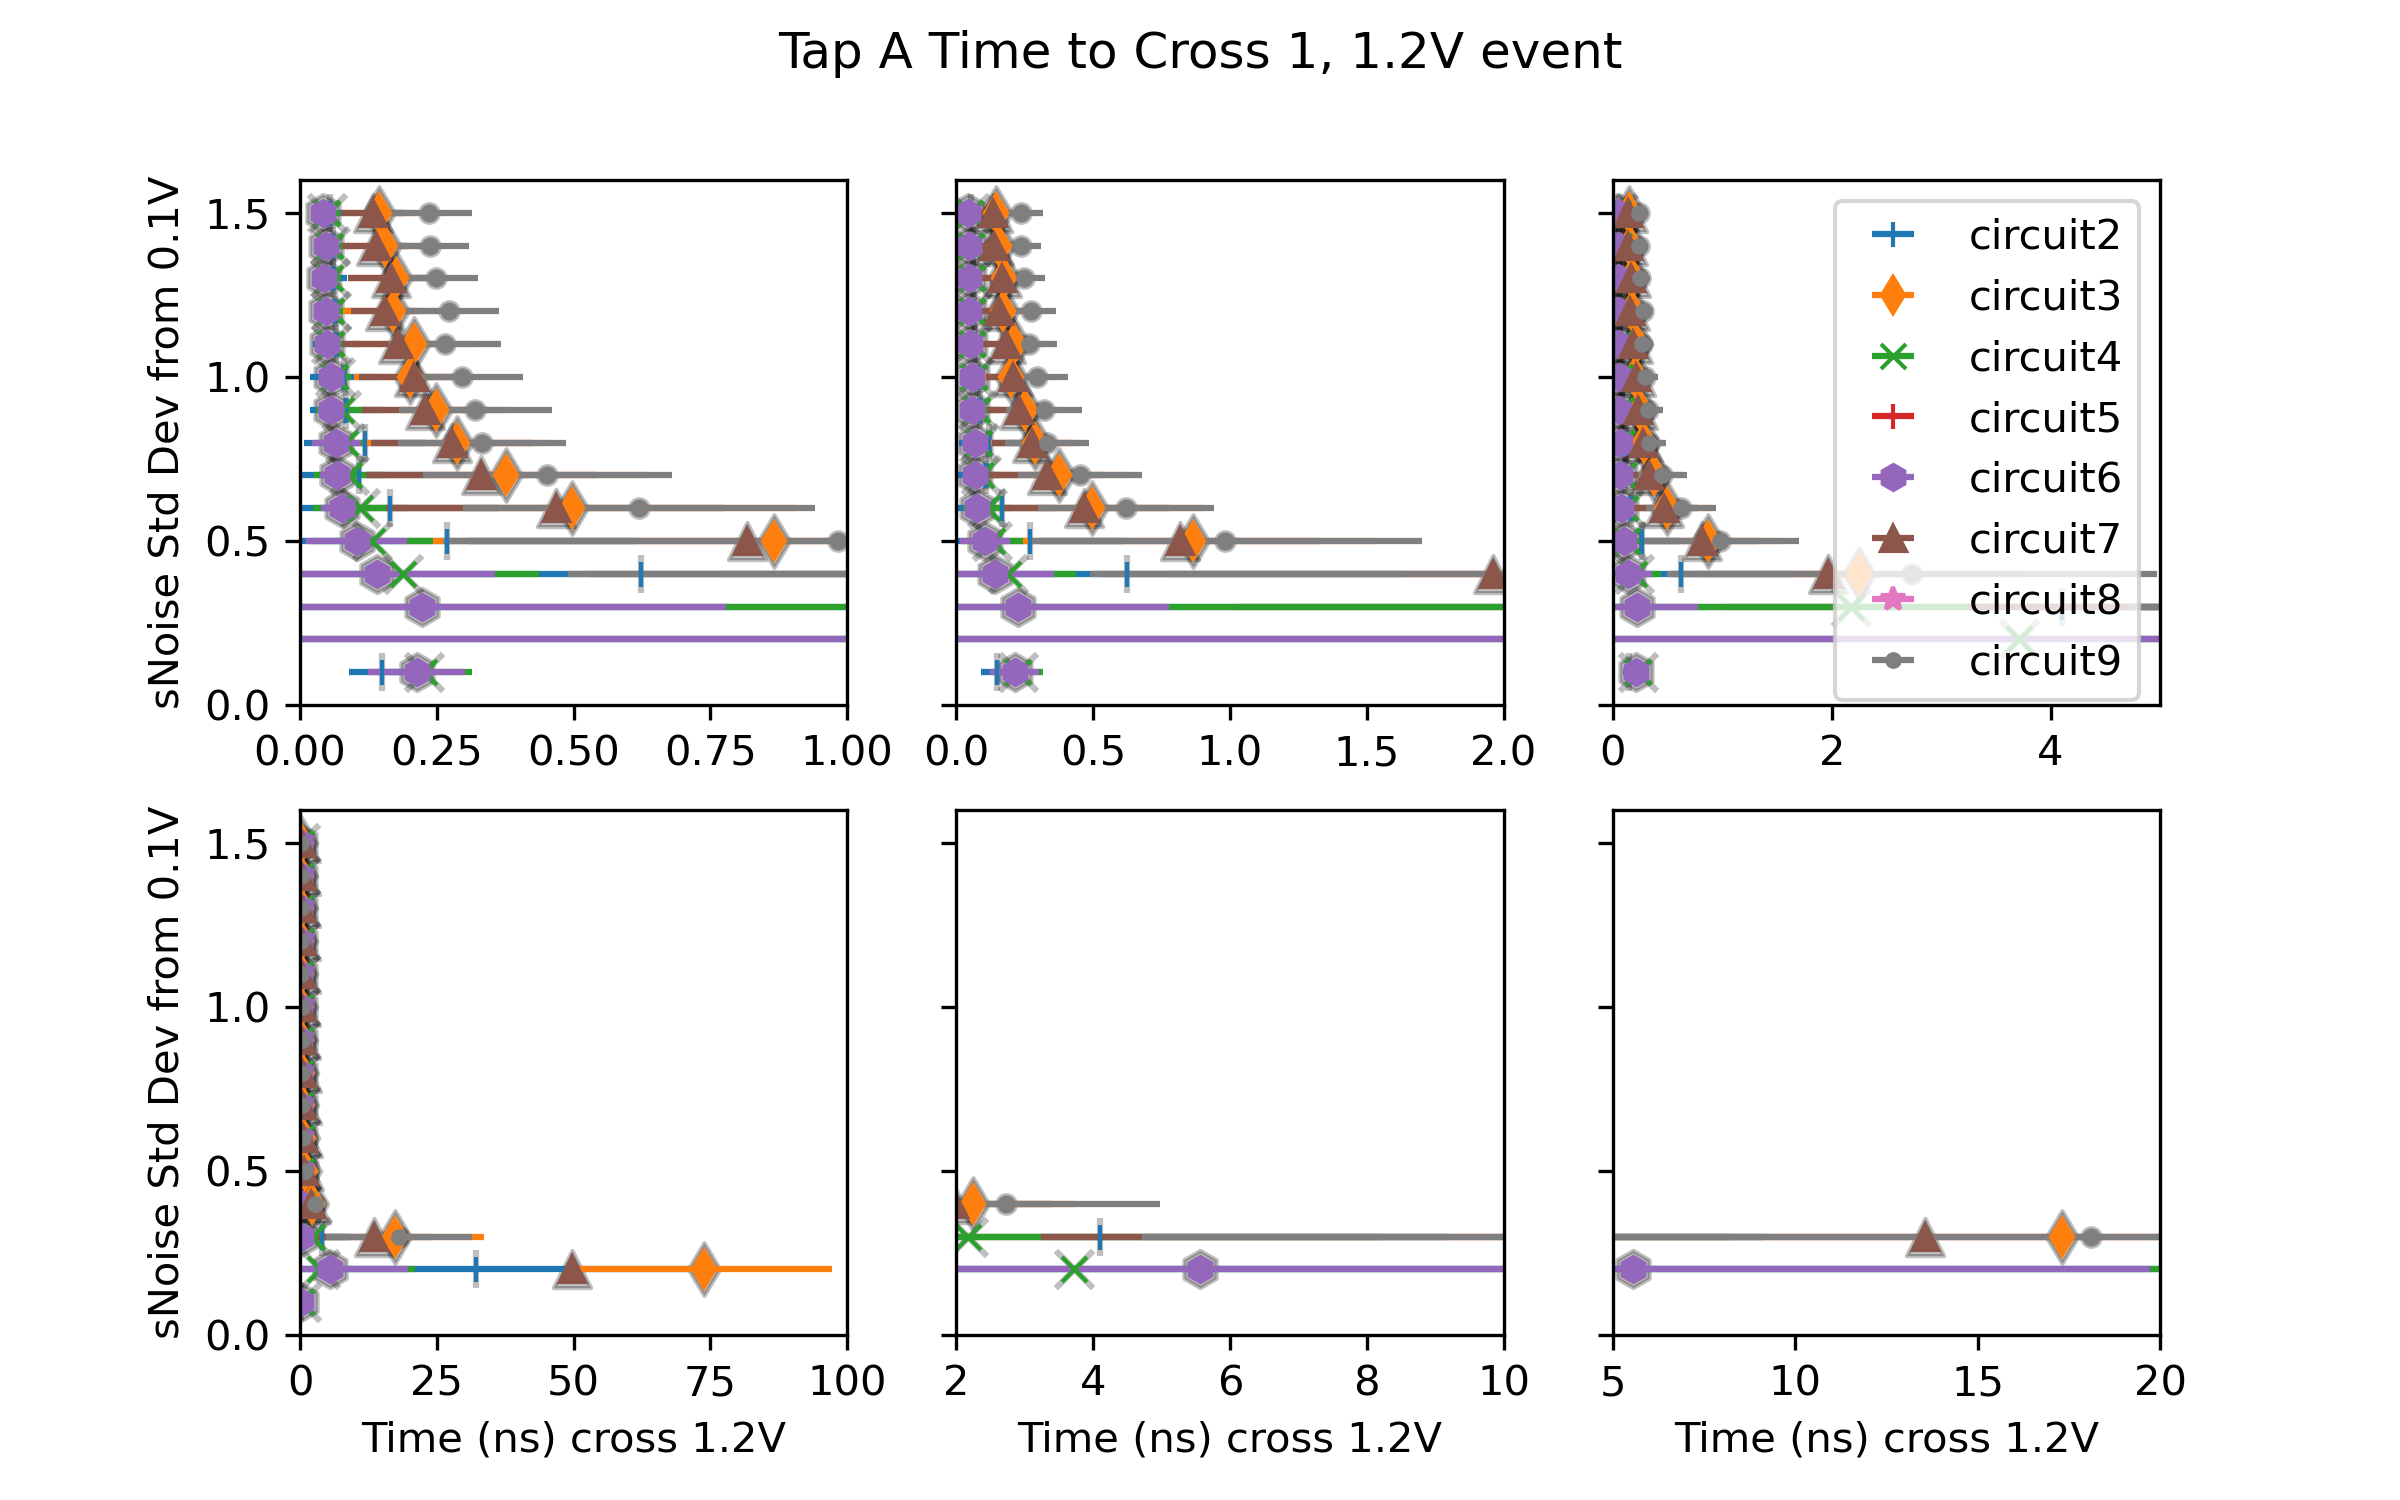 Tap A Time to Cross 1, 1.2V event
sNoise Std Dev from 0.1V
1.5
1.0
0.5
0.0
0.00 0.25 0.50 0.75 1.00
0.0 0.5 1.0 1.5 2.0
0 2 4
circuit2
circuit3
circuit4
circuit5
circuit6
circuit7
circuit8
circuit9
sNoise Std Dev from 0.1V
1.5
1.0
0.5
0.0
0 25 50 75 100
2 4 6 8 10
5 10 15 20
Time (ns) cross 1.2V
Time (ns) cross 1.2V
Time (ns) cross 1.2V